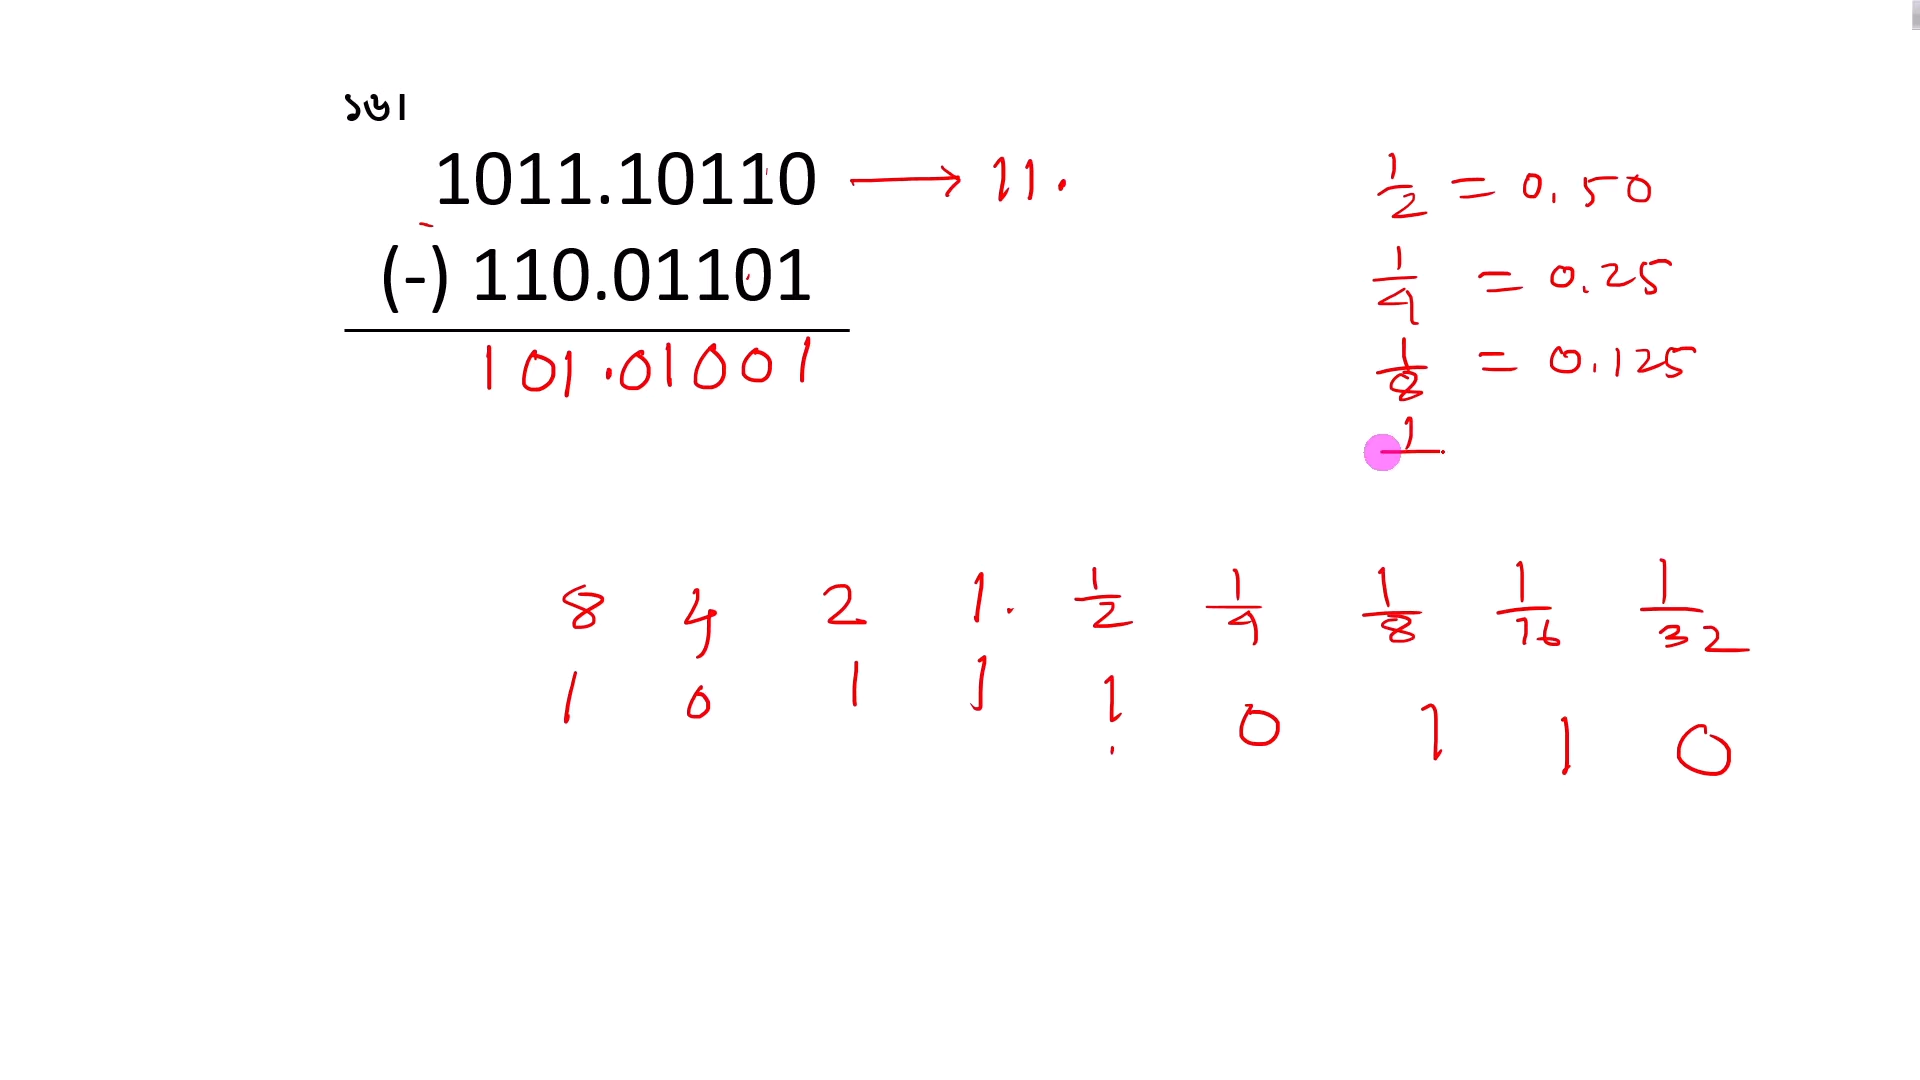 ১৬।
1011.10110 → 11.
(-) 110.01101
101.01001
1/2 = 0.50
1/4 = 0.25
1/8 = 0.125
1
8 4 2 1. 1/2 1/4 1/8 1/16 1/32
1 0 1 1 1 0 1 1 0